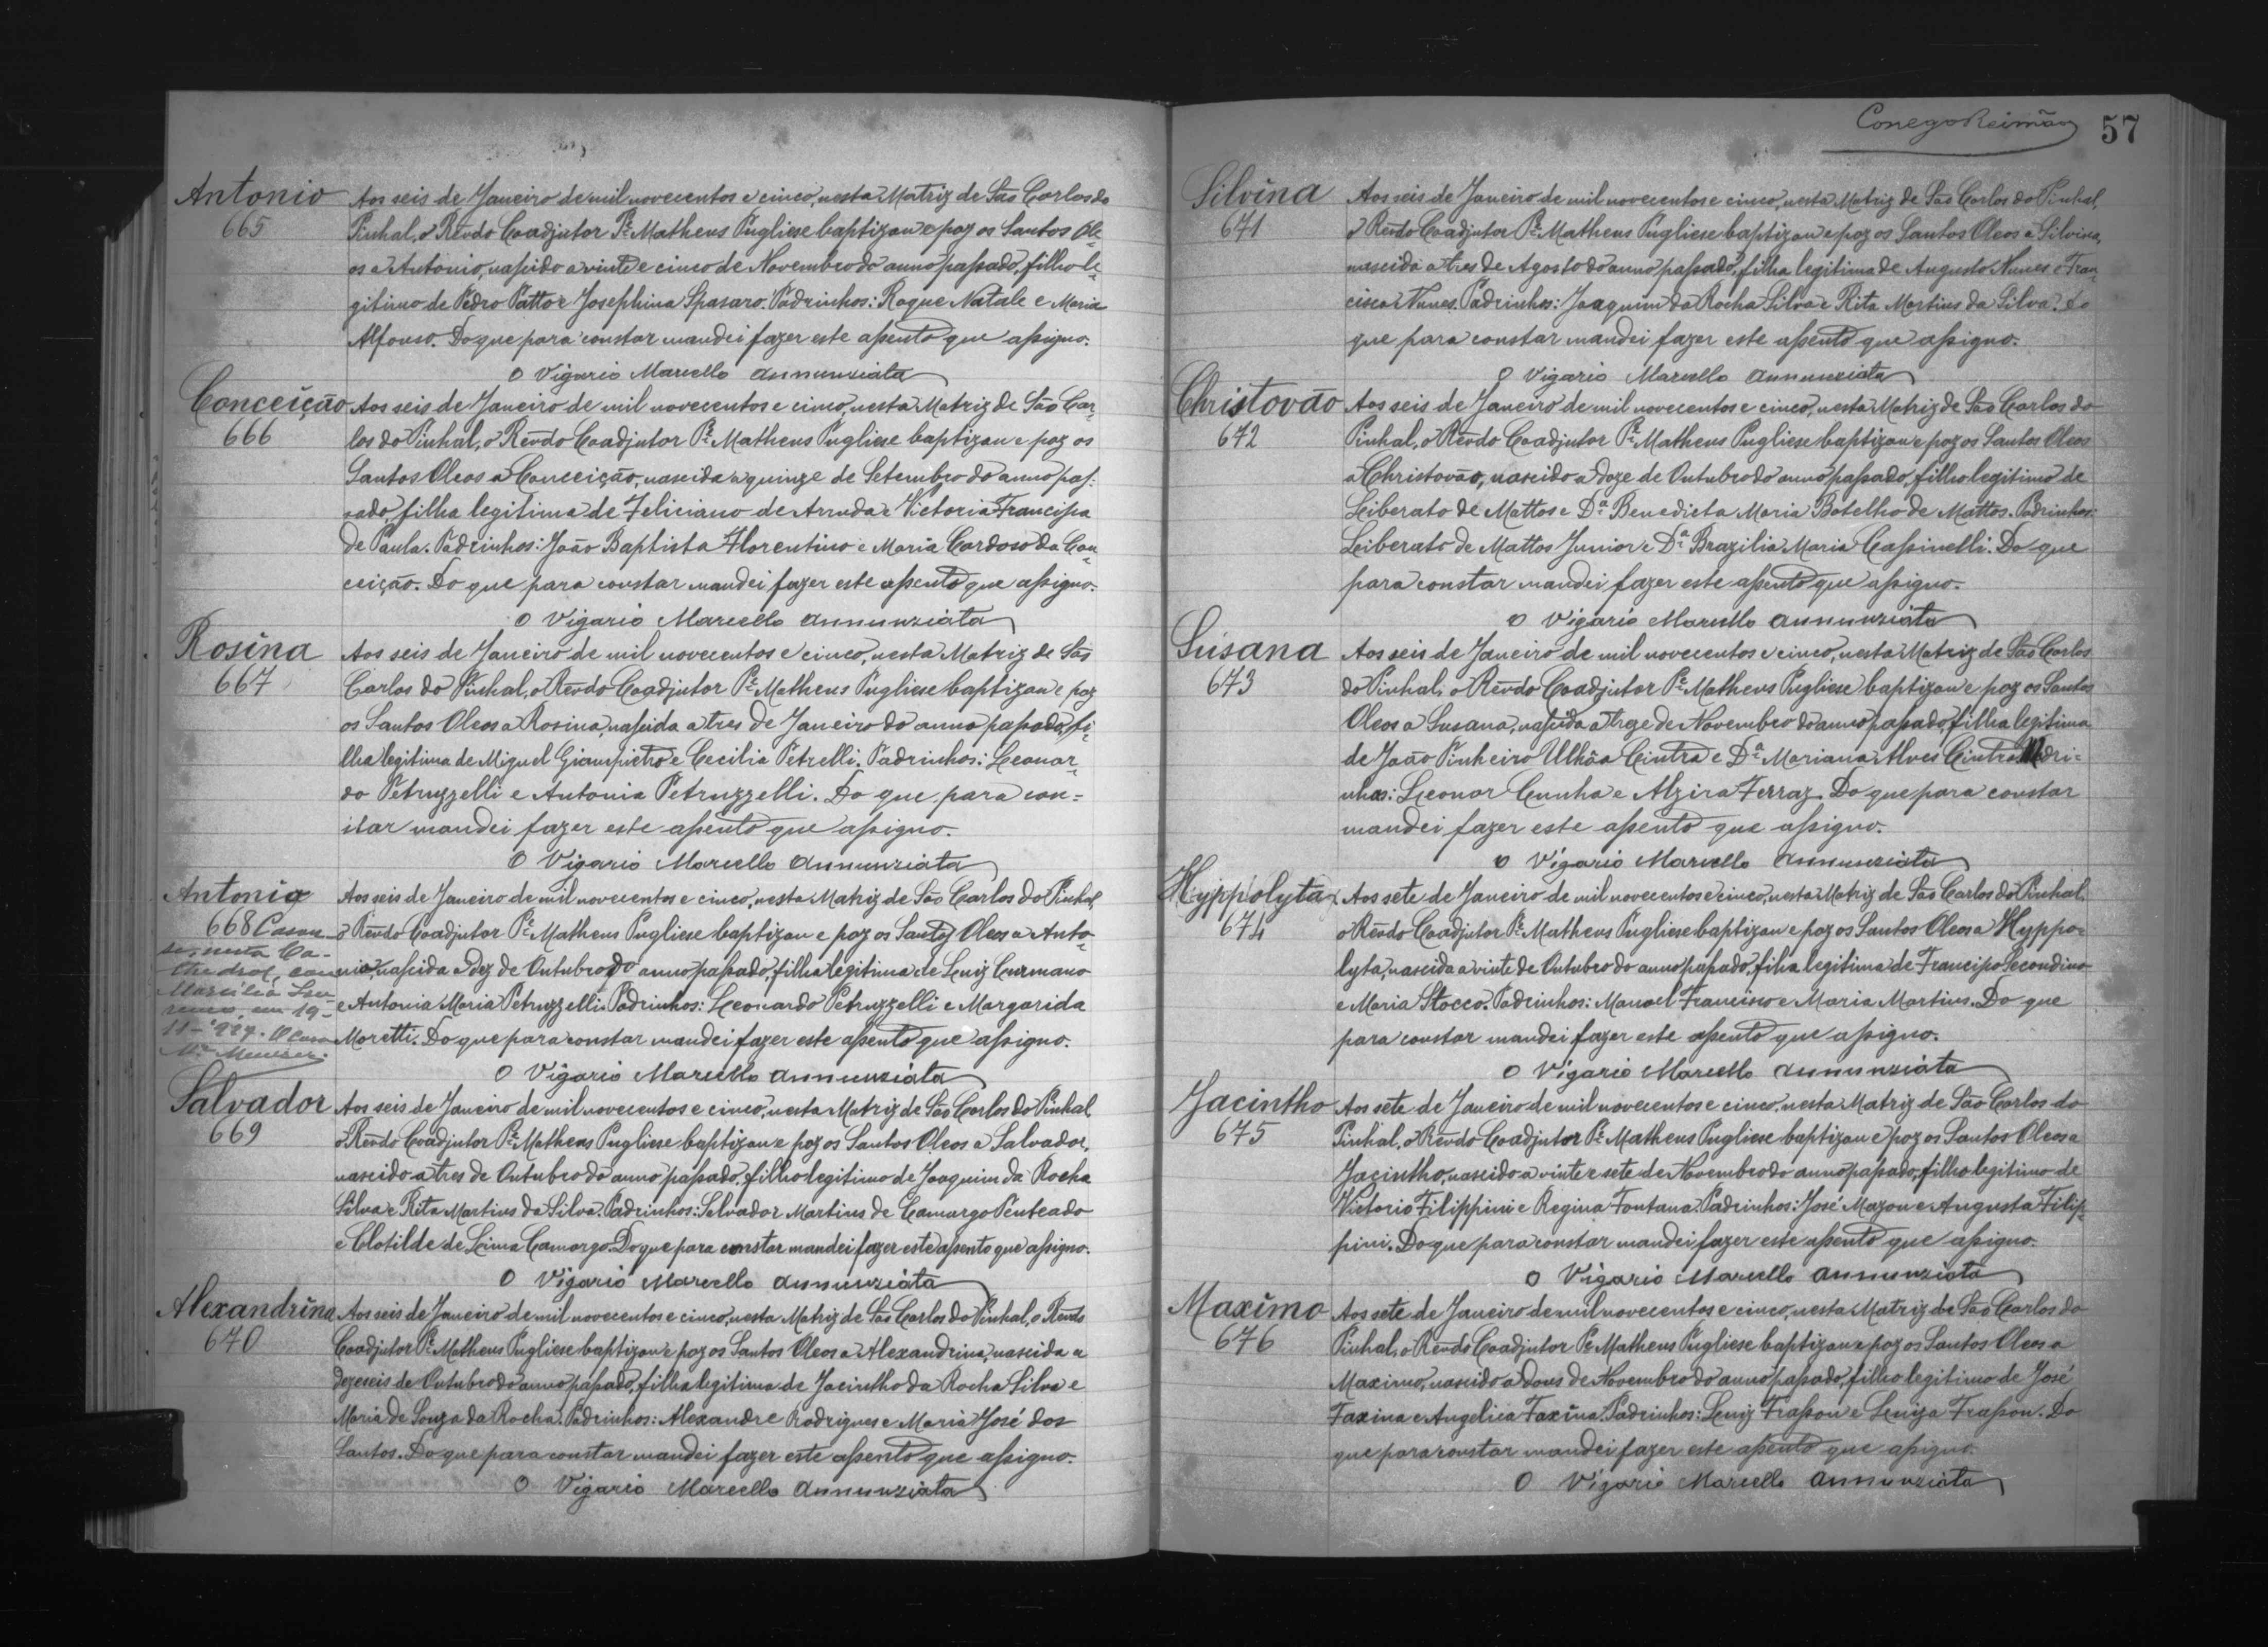 Antonio
665
Aos seis de Janeiro de mil novecentos e cinco, nesta Matriz de São Carlos do
Pinhal, o Revdo Coadjutor Pe. Matheus Pugliese baptizou e poz os Santos Ole-
os a Antonio, nascido a vinte e cinco de Novembro do anno passado, filho le-
gitimo de Pedro Patto e Josephina Spasaro. Padrinhos: Roque Natale e Maria
Alfonso. Do que para constar mandei fazer este assento que assigno.
O Vigario Marcello Annunziata
Conceição
666
Aos seis de Janeiro de mil novecentos e cinco, nesta Matriz de São Car-
los do Pinhal, o Revdo Coadjutor Pe. Matheus Pugliese baptizou e poz os
Santos Oleos a Conceição, nascida a quinze de Setembro do anno pas-
sado, filha legitima de Feliciano de Arruda e Victoria Francisca
de Paula. Padrinhos: João Baptista Florentino e Maria Cardoso da Con-
ceição. Do que para constar mandei fazer este assento que assigno.
O Vigario Marcello Annunziata
Rosina
667
Aos seis de Janeiro de mil novecentos e cinco, nesta Matriz de São
Carlos do Pinhal, o Revdo Coadjutor Pe. Matheus Pugliese baptizou e poz
os Santos Oleos a Rosina, nascida a tres de Janeiro do anno passado, fi-
lha legitima de Miguel Giampietro e Cecilia Petrelli. Padrinhos: Leonar-
do Petruzzelli e Antonia Petruzzelli. Do que para con-
star mandei fazer este assento que assigno.
O Vigario Marcello Annunziata
Antonia
668 Casou-
se, nesta Ca-
thedral, com
Marcilio
em 19-
11-927. O Cura
Aos seis de Janeiro de mil novecentos e cinco, nesta Matriz de São Carlos do Pinhal,
o Revdo Coadjutor Pe. Matheus Pugliese baptizou e poz os Santos Oleos a Anto-
nia, nascida a dez de Outubro do anno passado, filha legitima de Luiz Curmano
e Antonia Maria Petruzzelli. Padrinhos: Leonardo Petruzzelli e Margarida
Moretti. Do que para constar mandei fazer este assento que assigno.
O Vigario Marcello Annunziata
Salvador
669
Aos seis de Janeiro de mil novecentos e cinco, nesta Matriz de São Carlos do Pinhal,
o Revdo Coadjutor Pe. Matheus Pugliese baptizou e poz os Santos Oleos a Salvador,
nascido a tres de Outubro do anno passado, filho legitimo de Joaquim da Rocha
Silva e Rita Martins da Silva. Padrinhos: Salvador Martins de Camargo Penteado
e Clotilde de Lima Camargo. Do que para constar mandei fazer este assento que assigno.
O Vigario Marcello Annunziata
Alexandrina
670
Aos seis de Janeiro de mil novecentos e cinco, nesta Matriz de São Carlos do Pinhal, o Revdo
Coadjutor Pe. Matheus Pugliese baptizou e poz os Santos Oleos a Alexandrina, nascida a
dezeseis de Outubro do anno passado, filha legitima de Jacintho da Rocha Silva e
Maria de Souza da Rocha. Padrinhos: Alexandre Rodrigues e Maria José dos
Santos. Do que para constar mandei fazer este assento que assigno.
O Vigario Marcello Annunziata
Conego Reimão 57
Silvina
671
Aos seis de Janeiro de mil novecentos e cinco, nesta Matriz de São Carlos do Pinhal,
o Revdo Coadjutor Pe. Matheus Pugliese baptizou e poz os Santos Oleos a Silvina,
nascida a tres de Agosto do anno passado, filha legitima de Augusto Nunes e Fran-
cisca Nunes. Padrinhos: Joaquim da Rocha Silva e Rita Martins da Silva. Do
que para constar mandei fazer este assento que assigno.
O Vigario Marcello Annunziata
Christovão
672
Aos seis de Janeiro de mil novecentos e cinco, nesta Matriz de São Carlos do
Pinhal, o Revdo Coadjutor Pe. Matheus Pugliese baptizou e poz os Santos Oleos
a Christovão, nascido a doze de Outubro do anno passado, filho legitimo de
Liberato de Mattos e Da. Benedicta Maria Botelho de Mattos. Padrinhos:
Liberato de Mattos Junior e Da. Brazilia Maria Cassinelli. Do que
para constar mandei fazer este assento que assigno.
O Vigario Marcello Annunziata
Susana
673
Aos seis de Janeiro de mil novecentos e cinco, nesta Matriz de São Carlos
do Pinhal, o Revdo Coadjutor Pe. Matheus Pugliese baptizou e poz os Santos
Oleos a Susana, nascida a treze de Novembro do anno passado, filha legitima
de João Pinheiro Ulhôa Cintra e Da. Mariana Alves Cintra. Madri-
nhas: Leonor Cunha e Alzira Ferraz. Do que para constar
mandei fazer este assento que assigno.
O Vigario Marcello Annunziata
Hyppolyta
674
Aos sete de Janeiro de mil novecentos e cinco, nesta Matriz de São Carlos do Pinhal,
o Revdo Coadjutor Pe. Matheus Pugliese baptizou e poz os Santos Oleos a Hyppo-
lyta, nascida a vinte de Outubro do anno passado, filha legitima de Francisco Secondino
e Maria Stocco. Padrinhos: Manoel Francisco e Maria Martins. Do que
para constar mandei fazer este assento que assigno.
O Vigario Marcello Annunziata
Jacintho
675
Aos sete de Janeiro de mil novecentos e cinco, nesta Matriz de São Carlos do
Pinhal, o Revdo Coadjutor Pe. Matheus Pugliese baptizou e poz os Santos Oleos a
Jacintho, nascido a vinte e sete de Novembro do anno passado, filho legitimo de
Victorio Filippini e Regina Fontana. Padrinhos: José Mazon e Augusta Filip-
pini. Do que para constar mandei fazer este assento que assigno.
O Vigario Marcello Annunziata
Maximo
676
Aos sete de Janeiro de mil novecentos e cinco, nesta Matriz de São Carlos do
Pinhal, o Revdo Coadjutor Pe. Matheus Pugliese baptizou e poz os Santos Oleos a
Maximo, nascido a dous de Novembro do anno passado, filho legitimo de José
Faxina e Angelica Faxina. Padrinhos: Luiz Frasson e Luiza Frasson. Do
que para constar mandei fazer este assento que assigno.
O Vigario Marcello Annunziata